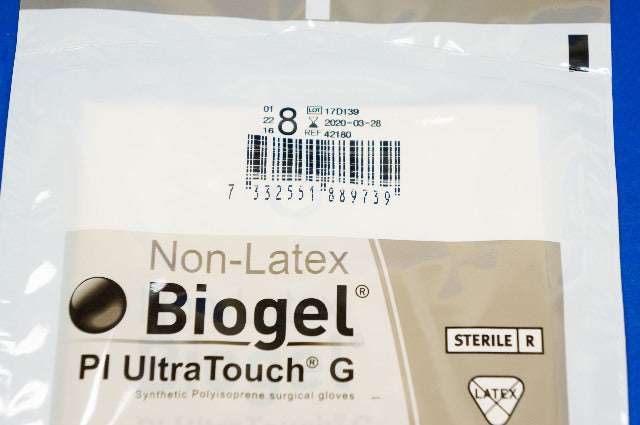 01
22
16
8
LOT 17D139
2020-03-28
REF 42180
7 332551 889739
Non-Latex
Biogel®
PI UltraTouch® G
Synthetic Polyisoprene surgical gloves
STERILE R
LATEX